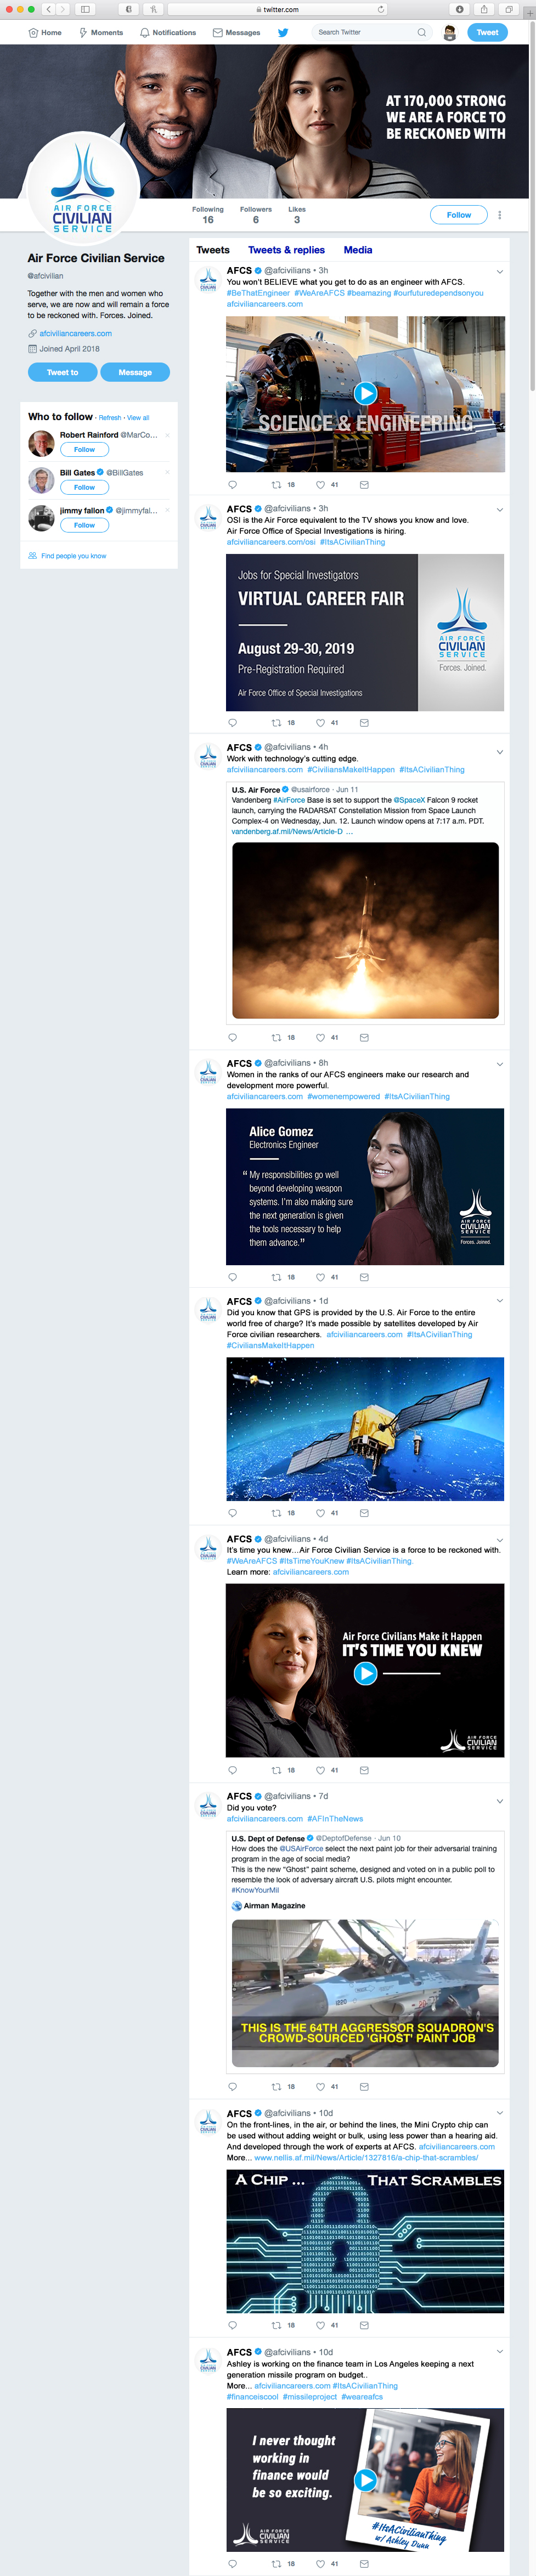 twitter.com
Home
Moments
Notifications
Messages
Search Twitter
Tweet
AT 170,000 STRONG
WE ARE A FORCE TO
BE RECKONED WITH
AIR FORCE
CIVILIAN
SERVICE
Following
16
Followers
6
Likes
3
Follow
Air Force Civilian Service
@afcivilian
Together with the men and women who
serve, we are now and will remain a force
to be reckoned with. Forces. Joined.
afciviliancareers.com
Joined April 2018
Tweet to
Message
Who to follow - Refresh • View all
Robert Rainford @MarCo...
Follow
Bill Gates @BillGates
Follow
jimmy fallon @jimmyfal...
Follow
Find people you know
Tweets Tweets & replies Media
AFCS @afcivilians • 3h
You won't BELIEVE what you get to do as an engineer with AFCS.
#BeThatEngineer #WeAreAFCS #beamazing #ourfuturedependsonyou
afciviliancareers.com
SCIENCE & ENGINEERING
18 41
AFCS @afcivilians • 3h
OSI is the Air Force equivalent to the TV shows you know and love.
Air Force Office of Special Investigations is hiring.
afciviliancareers.com/osi #ItsACivilianThing
Jobs for Special Investigators
VIRTUAL CAREER FAIR
August 29-30, 2019
Pre-Registration Required
Air Force Office of Special Investigations
AIR FORCE
CIVILIAN
SERVICE
Forces. Joined.
18 41
AFCS @afcivilians • 4h
Work with technology's cutting edge.
afciviliancareers.com #CiviliansMakeItHappen #ItsACivilianThing
U.S. Air Force @usairforce - Jun 11
Vandenberg #AirForce Base is set to support the @SpaceX Falcon 9 rocket
launch, carrying the RADARSAT Constellation Mission from Space Launch
Complex-4 on Wednesday, Jun. 12. Launch window opens at 7:17 a.m. PDT.
vandenberg.af.mil/News/Article-D ...
18 41
AFCS @afcivilians • 8h
Women in the ranks of our AFCS engineers make our research and
development more powerful.
afciviliancareers.com #womenempowered #ItsACivilianThing
Alice Gomez
Electronics Engineer
“ My responsibilities go well
beyond developing weapon
systems. I'm also making sure
the next generation is given
the tools necessary to help
them advance.”
AIR FORCE
CIVILIAN
SERVICE
Forces. Joined.
18 41
AFCS @afcivilians • 1d
Did you know that GPS is provided by the U.S. Air Force to the entire
world free of charge? It's made possible by satellites developed by Air
Force civilian researchers. afciviliancareers.com #ItsACivilianThing
#CiviliansMakeItHappen
18 41
AFCS @afcivilians • 4d
It's time you knew...Air Force Civilian Service is a force to be reckoned with.
#WeAreAFCS #ItsTimeYouKnew #ItsACivilianThing
Learn more: afciviliancareers.com
Air Force Civilians Make it Happen
IT'S TIME YOU KNEW
AIR FORCE
CIVILIAN
SERVICE
18 41
AFCS @afcivilians • 7d
Did you vote?
afciviliancareers.com #AFInTheNews
U.S. Dept of Defense @DeptofDefense - Jun 10
How does the @USAirForce select the next paint job for their adversarial training
program in the age of social media?
This is the new "Ghost" paint scheme, designed and voted on in a public poll to
resemble the look of adversary aircraft U.S. pilots might encounter.
#KnowYourMil
Airman Magazine
THIS IS THE 64TH AGGRESSOR SQUADRON'S
CROWD-SOURCED 'GHOST' PAINT JOB
18 41
AFCS @afcivilians • 10d
On the front-lines, in the air, or behind the lines, the Mini Crypto chip can
be used without adding weight or bulk, using less power than a hearing aid.
And developed through the work of experts at AFCS. afciviliancareers.com
More... www.nellis.af.mil/News/Article/1327816/a-chip-that-scrambles/
A CHIP ... THAT SCRAMBLES
18 41
AFCS @afcivilians • 10d
Ashley is working on the finance team in Los Angeles keeping a next
generation missile program on budget..
More... afciviliancareers.com #ItsACivilianThing
#financeiscool #missileproject #weareafcs
I never thought
working in
finance would
be so exciting.
AIR FORCE
CIVILIAN
SERVICE
#ItsACivilianThing
w/ Ashley Dunn
18 41